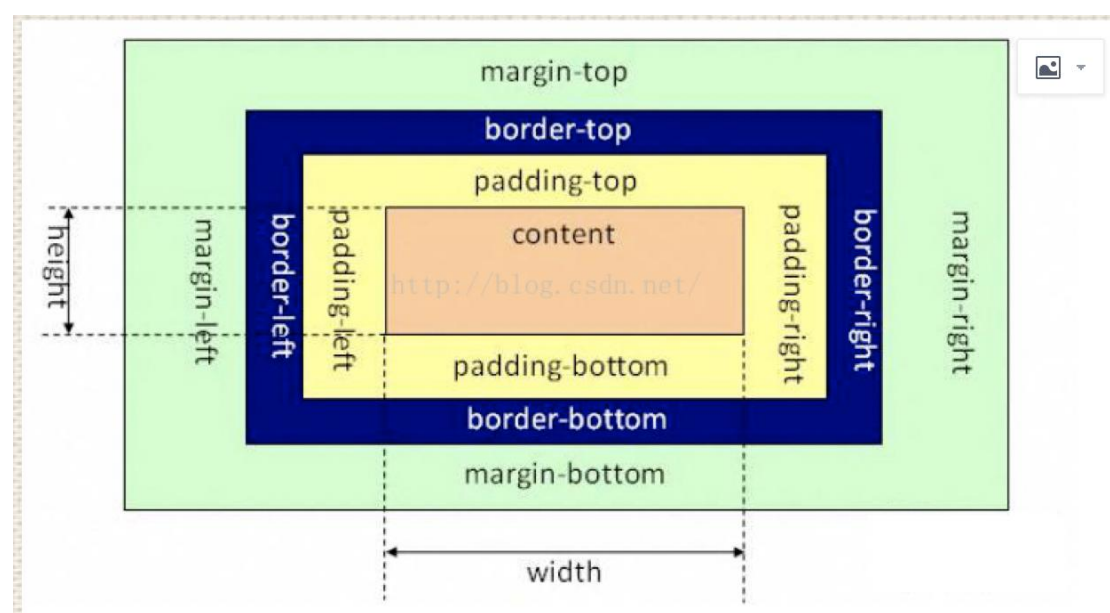 margin-top
border-top
padding-top
content
http://blog.csdn.net/
height
margin-left
border-left
padding-left
padding-right
border-right
margin-right
padding-bottom
border-bottom
margin-bottom
width